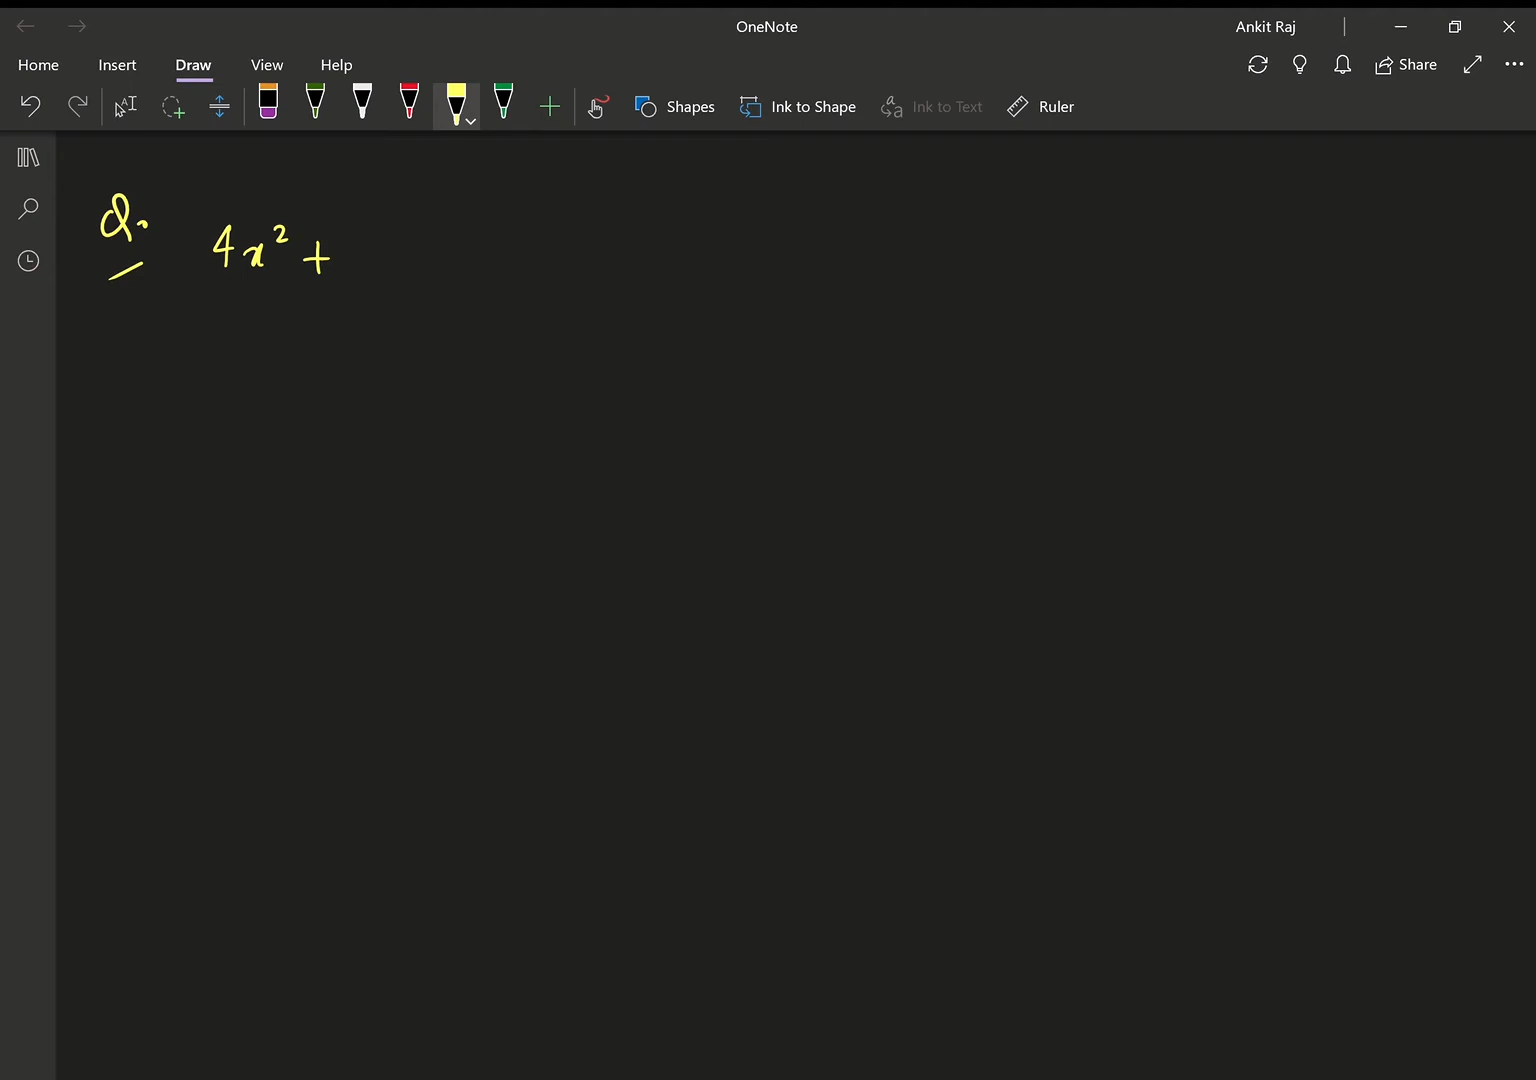 OneNote
Ankit Raj
Home Insert Draw View Help
Share
Shapes Ink to Shape Ink to Text Ruler
Q.
4x² +